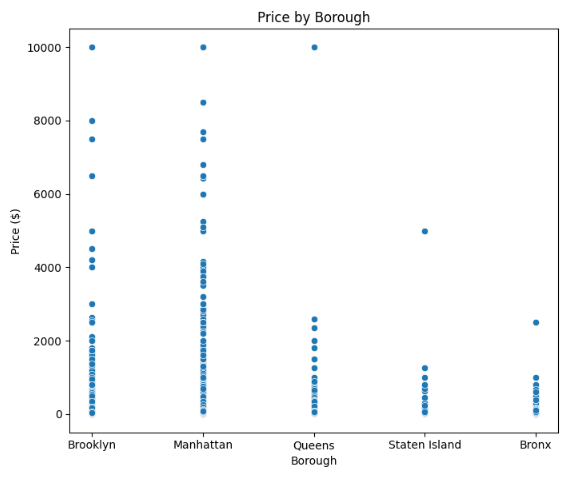 Price by Borough
Price ($)
10000
8000
6000
4000
2000
0
Brooklyn Manhattan Queens Staten Island Bronx
Borough